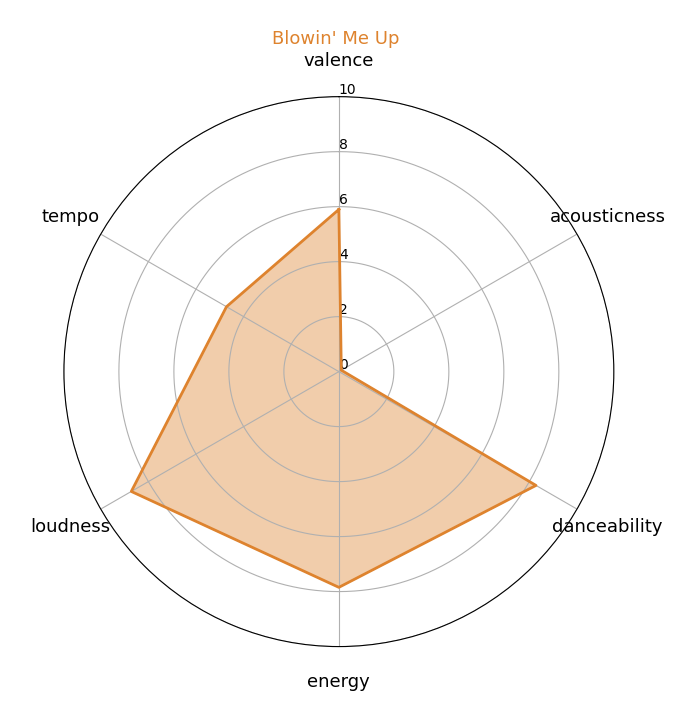 Blowin' Me Up
valence
10
8
6
tempo
acousticness
4
2
0
loudness
danceability
energy